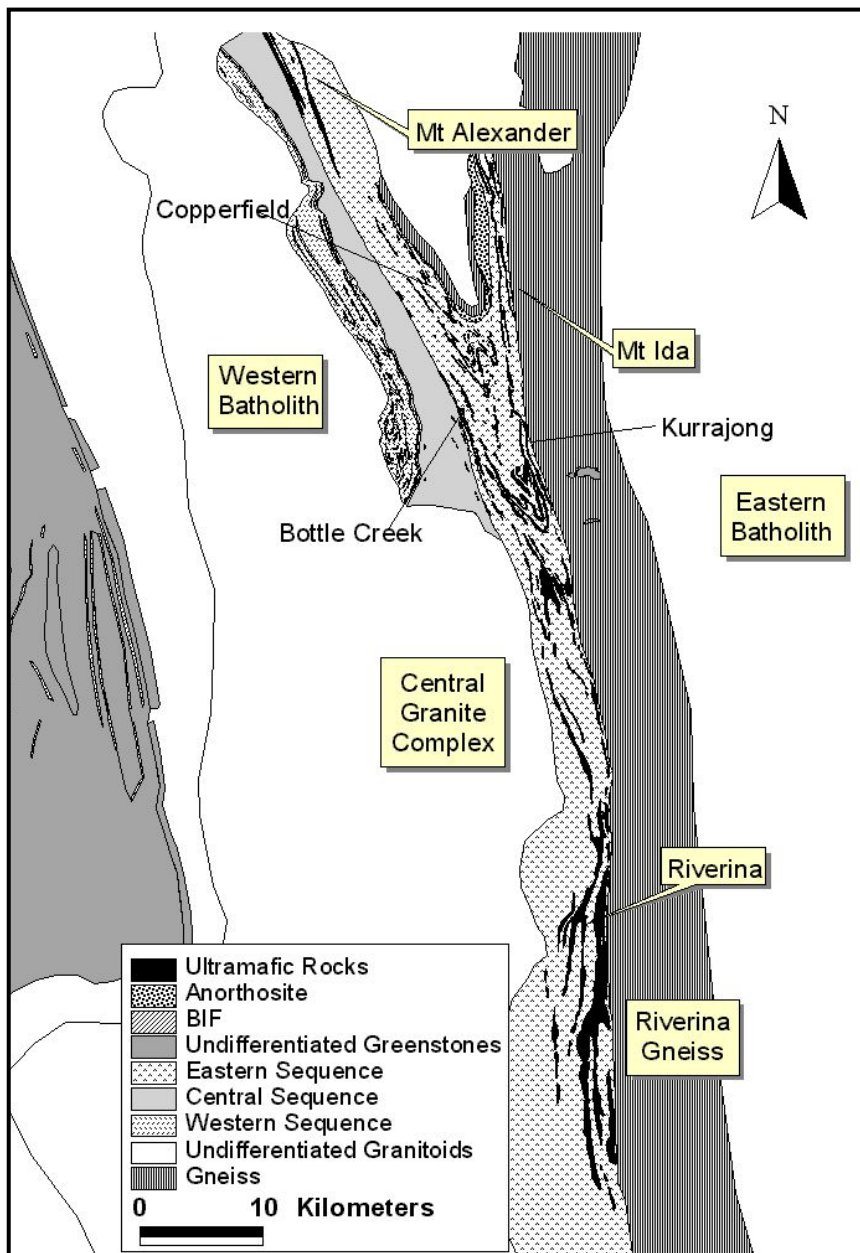 Mt Alexander
N
Copperfield
Mt Ida
Western
Batholith
Kurrajong
Eastern
Batholith
Bottle Creek
Central
Granite
Complex
Riverina
Riverina
Gneiss
Ultramafic Rocks
Anorthosite
BIF
Undifferentiated Greenstones
Eastern Sequence
Central Sequence
Western Sequence
Undifferentiated Granitoids
Gneiss
0 10 Kilometers